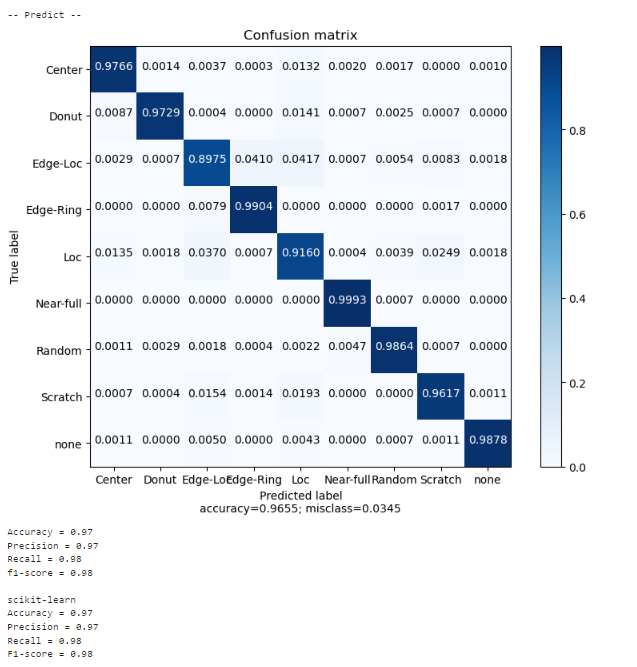 -- Predict --
Confusion matrix
Center 0.9766 0.0014 0.0037 0.0003 0.0132 0.0020 0.0017 0.0000 0.0010
Donut 0.0087 0.9729 0.0004 0.0000 0.0141 0.0007 0.0025 0.0007 0.0000
0.8
Edge-Loc 0.0029 0.0007 0.8975 0.0410 0.0417 0.0007 0.0054 0.0083 0.0018
Edge-Ring 0.0000 0.0000 0.0079 0.9904 0.0000 0.0000 0.0000 0.0017 0.0000
0.6
True label
Loc 0.0135 0.0018 0.0370 0.0007 0.9160 0.0004 0.0039 0.0249 0.0018
Near-full 0.0000 0.0000 0.0000 0.0000 0.0000 0.9993 0.0007 0.0000 0.0000
0.4
Random 0.0011 0.0029 0.0018 0.0004 0.0022 0.0047 0.9864 0.0007 0.0000
0.2
Scratch 0.0007 0.0004 0.0154 0.0014 0.0193 0.0000 0.0000 0.9617 0.0011
none 0.0011 0.0000 0.0050 0.0000 0.0043 0.0000 0.0007 0.0011 0.9878
0.0
Center Donut Edge-Loc Edge-Ring Loc Near-full Random Scratch none
Predicted label
accuracy=0.9655; misclass=0.0345
Accuracy = 0.97
Precision = 0.97
Recall = 0.98
f1-score = 0.98
scikit-learn
Accuracy = 0.97
Precision = 0.97
Recall = 0.98
F1-score = 0.98